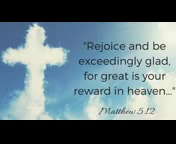 "Rejoice and be
exceedingly glad,
for great is your
reward in heaven..."
Matthew 5:12